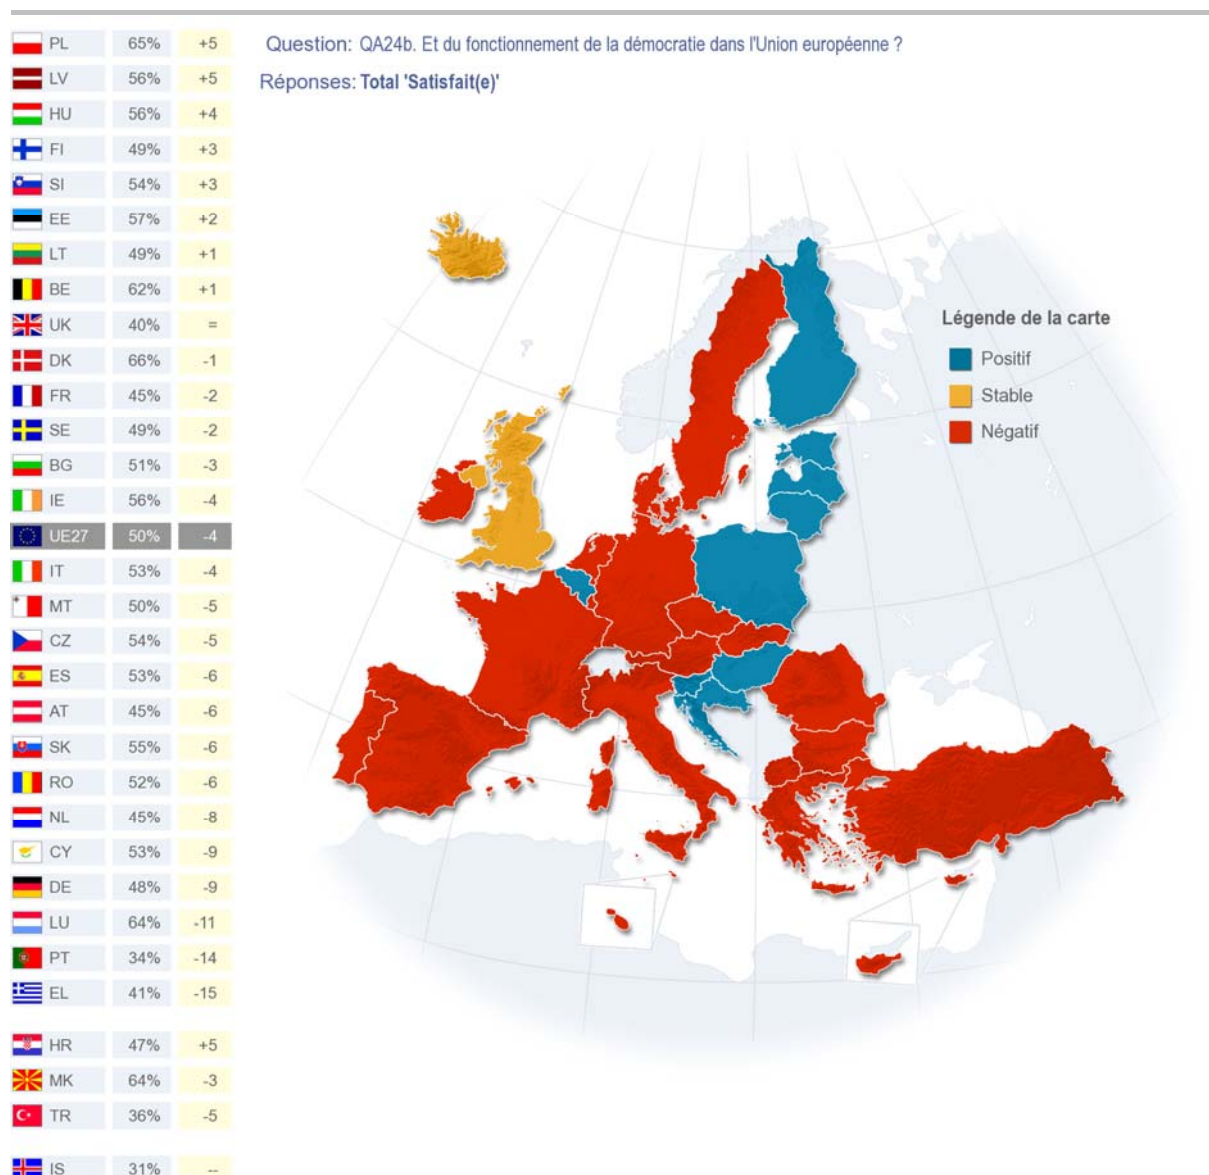 PL 65% +5
Question: QA24b. Et du fonctionnement de la démocratie dans l'Union européenne ?
LV 56% +5
Réponses: Total 'Satisfait(e)'
HU 56% +4
FI 49% +3
SI 54% +3
EE 57% +2
LT 49% +1
BE 62% +1
UK 40% =
DK 66% -1
FR 45% -2
SE 49% -2
BG 51% -3
IE 56% -4
UE27 50% -4
IT 53% -4
MT 50% -5
CZ 54% -5
ES 53% -6
AT 45% -6
SK 55% -6
RO 52% -6
NL 45% -8
CY 53% -9
DE 48% -9
LU 64% -11
PT 34% -14
EL 41% -15
HR 47% +5
MK 64% -3
TR 36% -5
IS 31% --
Légende de la carte
Positif
Stable
Négatif